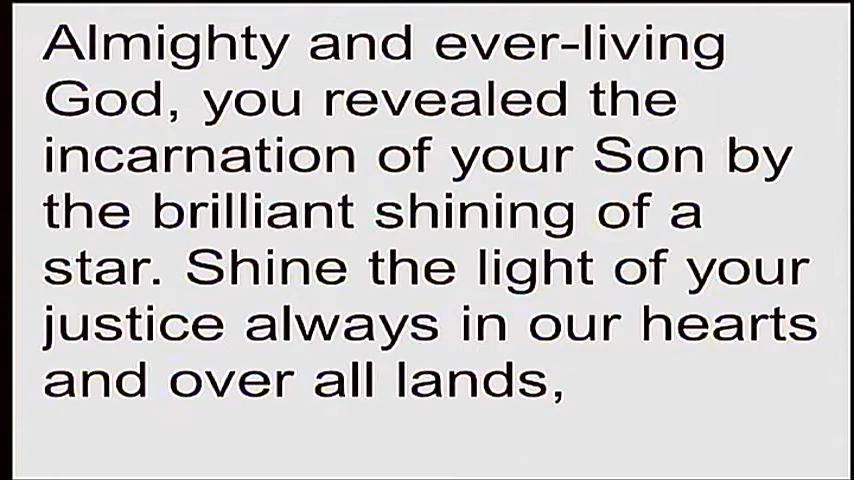 Almighty and ever-living
God, you revealed the
incarnation of your Son by
the brilliant shining of a
star. Shine the light of your
justice always in our hearts
and over all lands,